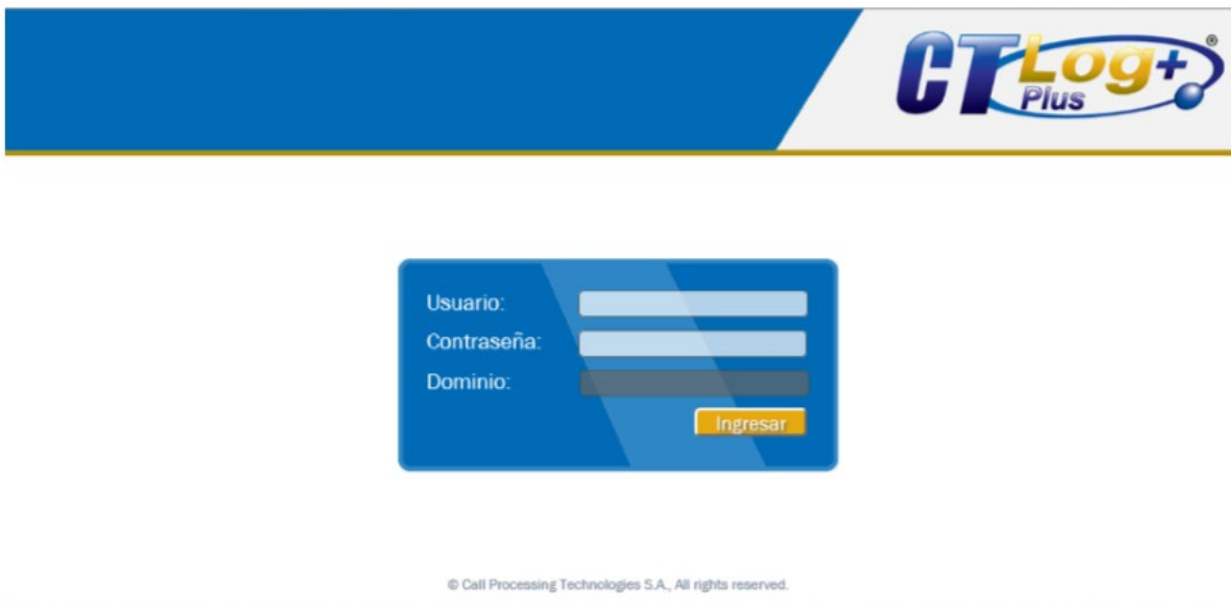 CT Log+ ®
Plus
Usuario:
Contraseña:
Dominio:
Ingresar
© Call Processing Technologies S.A., All rights reserved.